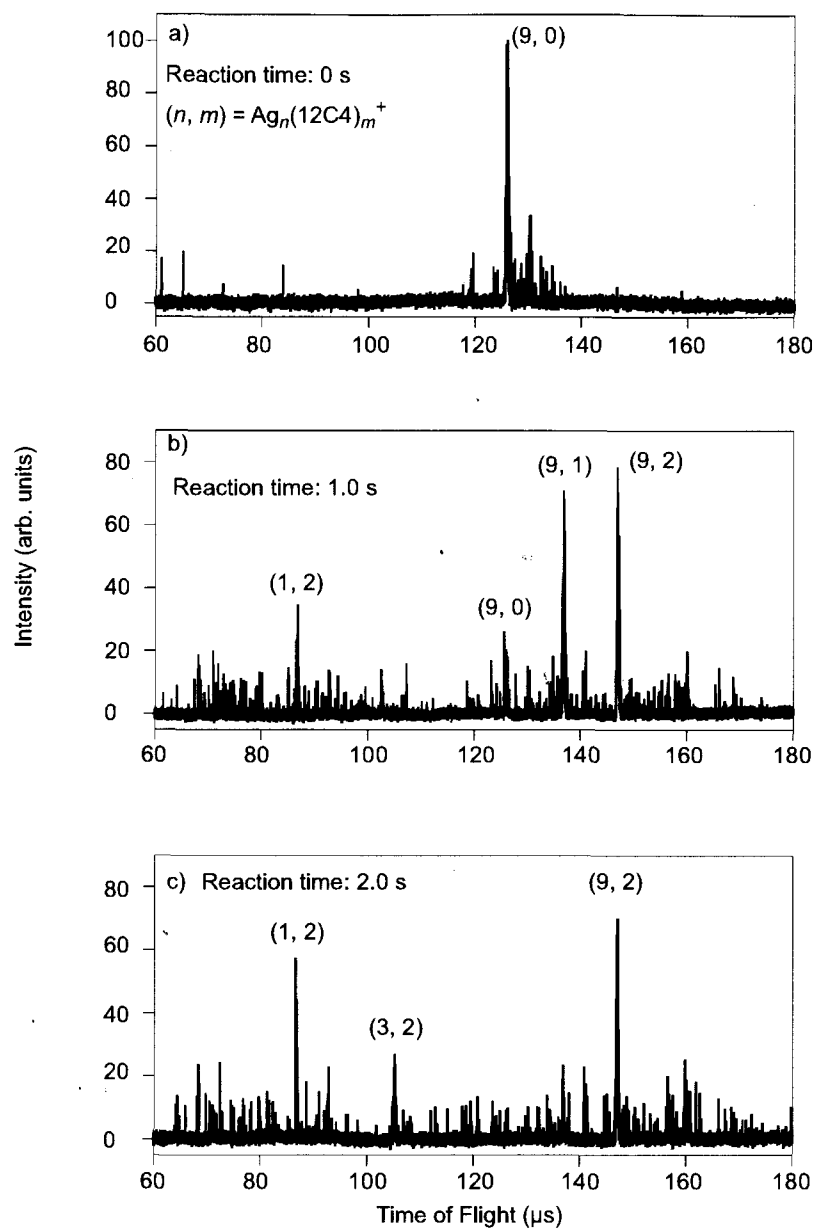 a)
(9, 0)
Reaction time: 0 s
(n, m) = Agₙ(12C4)ₘ⁺
100
80
60
40
20
0
60 80 100 120 140 160 180
b)
(9, 1) (9, 2)
Reaction time: 1.0 s
(1, 2)
(9, 0)
80
60
40
20
0
60 80 100 120 140 160 180
Intensity (arb. units)
c) Reaction time: 2.0 s
(9, 2)
(1, 2)
(3, 2)
80
60
40
20
0
60 80 100 120 140 160 180
Time of Flight (µs)